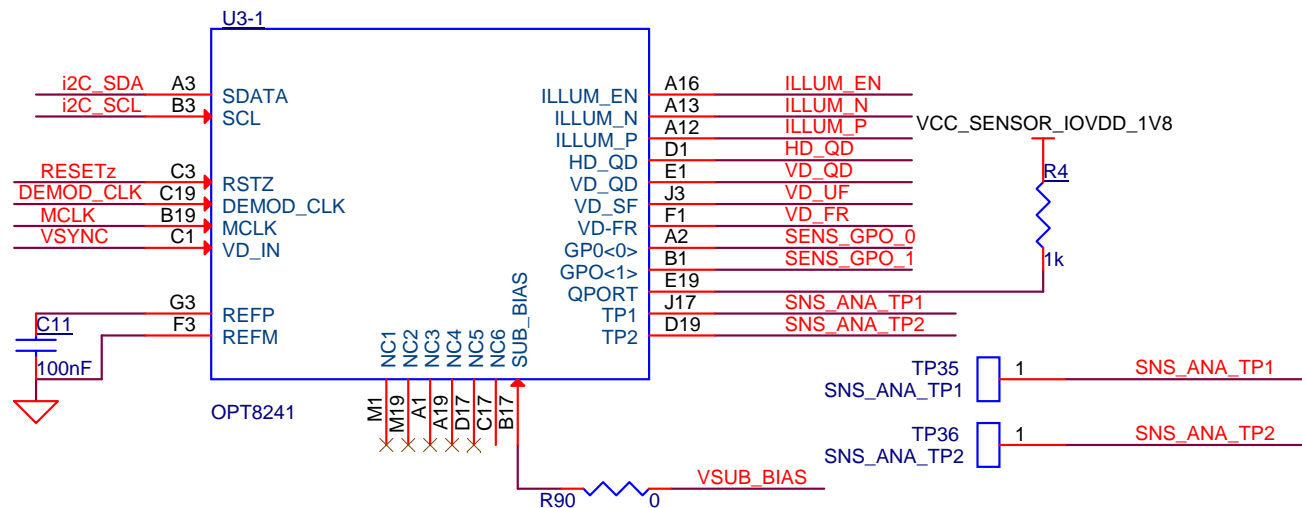 U3-1
i2C_SDA A3 SDATA
i2C_SCL B3 SCL
RESETz C3 RSTZ
DEMOD_CLK C19 DEMOD_CLK
MCLK B19 MCLK
VSYNC C1 VD_IN
G3 REFP
F3 REFM
C11
100nF
ILLUM_EN A16 ILLUM_EN
ILLUM_N A13 ILLUM_N
ILLUM_P A12 ILLUM_P
HD_QD D1 HD_QD
VD_QD E1 VD_QD
VD_SF J3 VD_UF
VD-FR F1 VD_FR
GP0<0> A2 SENS_GPO_0
GPO<1> B1 SENS_GPO_1
QPORT E19
TP1 J17 SNS_ANA_TP1
TP2 D19 SNS_ANA_TP2
VCC_SENSOR_IOVDD_1V8
R4
1k
NC1
NC2
NC3
NC4
NC5
NC6
SUB_BIAS
M1
M19
A1
A19
D17
C17
B17
OPT8241
R90 0 VSUB_BIAS
TP35 1 SNS_ANA_TP1
SNS_ANA_TP1
TP36 1 SNS_ANA_TP2
SNS_ANA_TP2